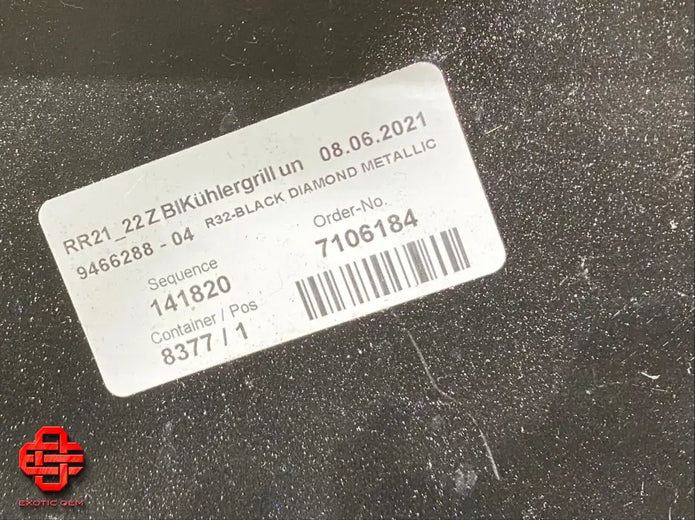 RR21_22 Z BlKühlergrill un 08.06.2021
9466288 - 04 R32-BLACK DIAMOND METALLIC
Sequence Order-No.
141820 7106184
Container / Pos
8377 / 1
EXOTIC OEM